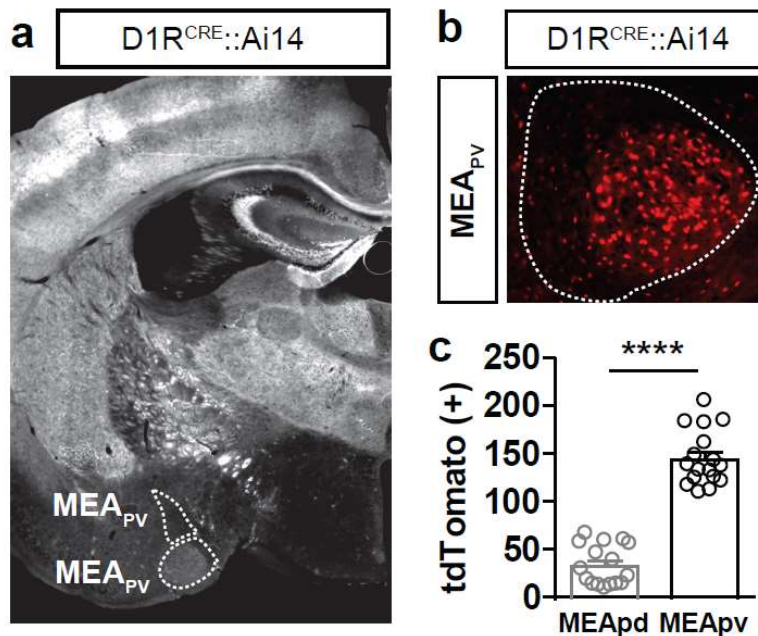 a
D1R^CRE::Ai14
MEA_PV
MEA_PV
b
D1R^CRE::Ai14
MEA_PV
c
****
tdTomato (+)
250
200
150
100
50
0
MEApd MEApv